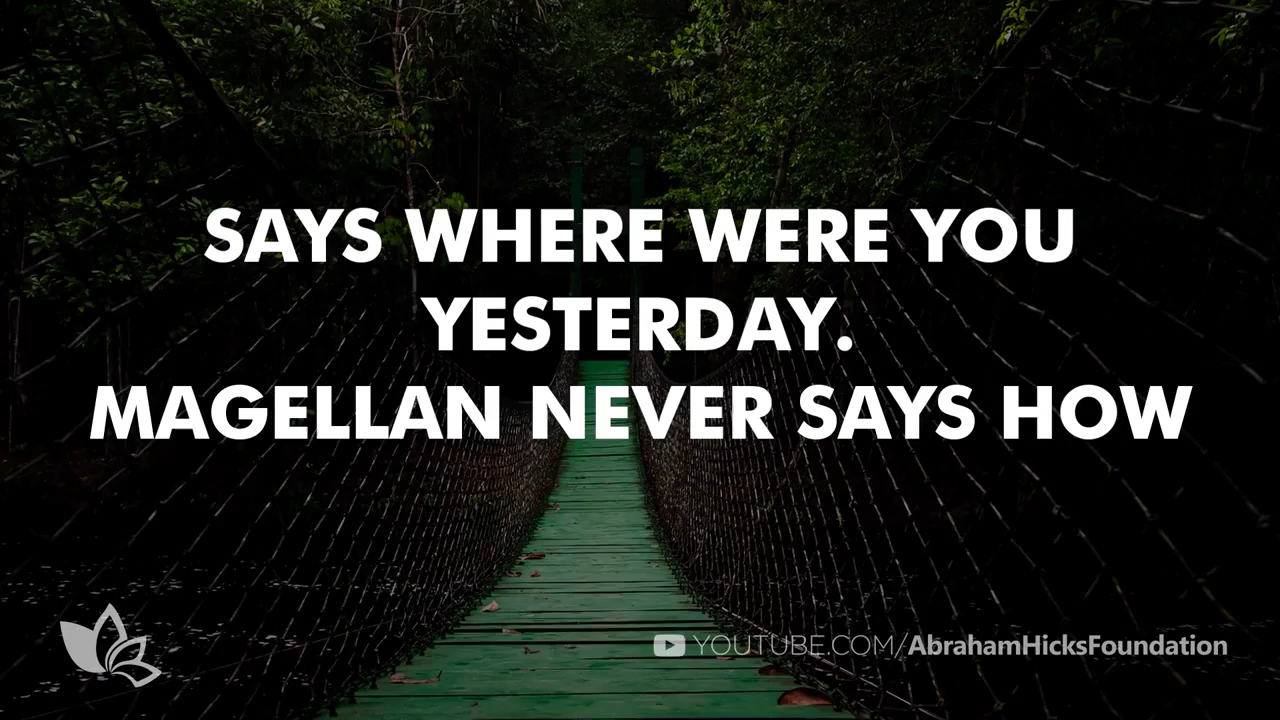 SAYS WHERE WERE YOU
YESTERDAY.
MAGELLAN NEVER SAYS HOW
YOUTUBE.COM/AbrahamHicksFoundation